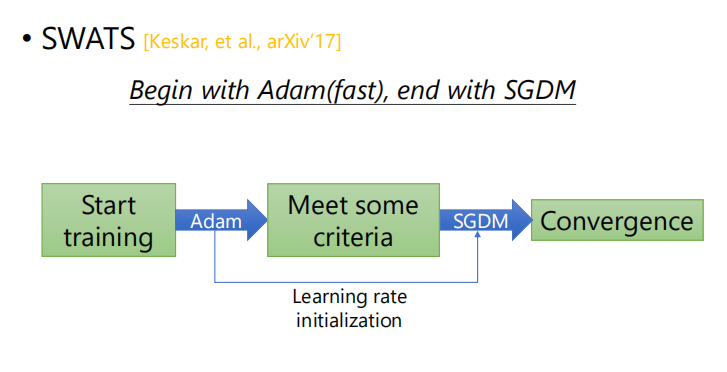 • SWATS [Keskar, et al., arXiv’17]
Begin with Adam(fast), end with SGDM
Start
training
Adam
Meet some
criteria
SGDM
Convergence
Learning rate
initialization